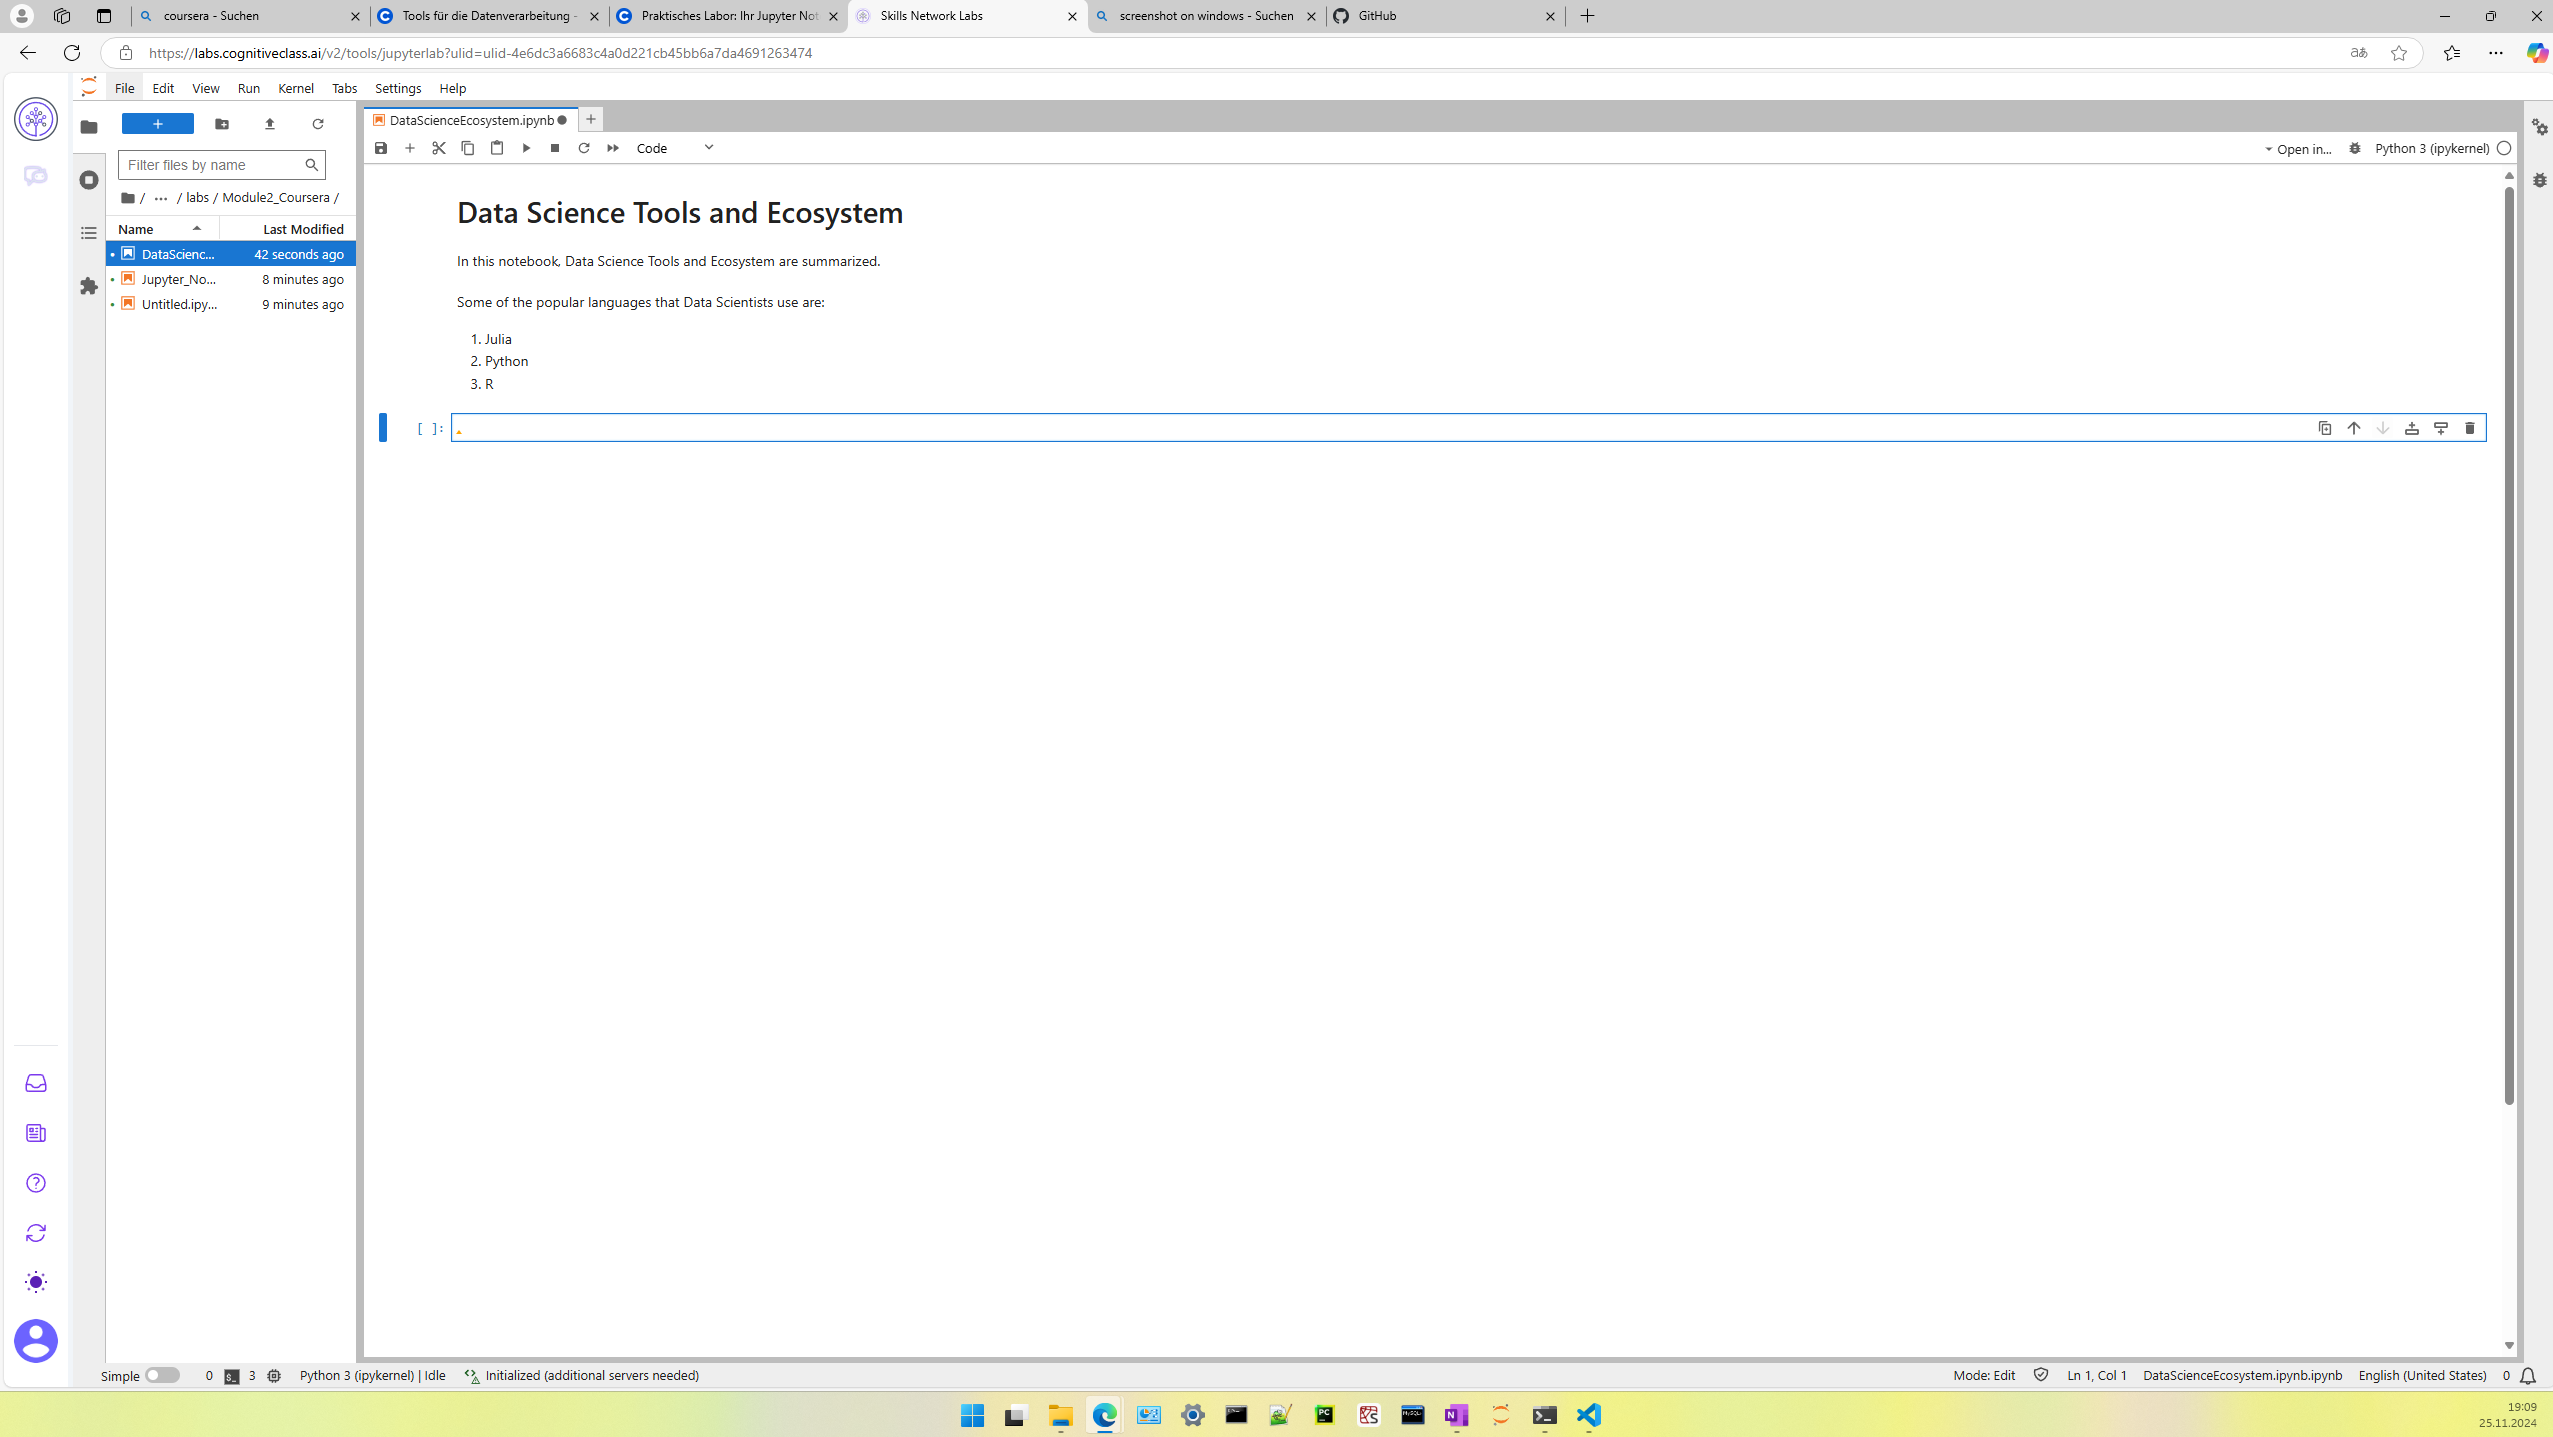 coursera - Suchen
Tools für die Datenverarbeitung -
Praktisches Labor: Ihr Jupyter Not
Skills Network Labs
screenshot on windows - Suchen
GitHub
https://labs.cognitiveclass.ai/v2/tools/jupyterlab?ulid=ulid-4e6dc3a6683c4a0d221cb45bb6a7da4691263474
File Edit View Run Kernel Tabs Settings Help
DataScienceEcosystem.ipynb
Code
Open in...
Python 3 (ipykernel)
Filter files by name
/ ... / labs / Module2_Coursera /
Name Last Modified
DataScienc... 42 seconds ago
Jupyter_No... 8 minutes ago
Untitled.ipy... 9 minutes ago
Data Science Tools and Ecosystem
In this notebook, Data Science Tools and Ecosystem are summarized.
Some of the popular languages that Data Scientists use are:
1. Julia
2. Python
3. R
[ ]:
Simple 0 3 Python 3 (ipykernel) | Idle Initialized (additional servers needed)
Mode: Edit Ln 1, Col 1 DataScienceEcosystem.ipynb.ipynb English (United States) 0
19:09
25.11.2024